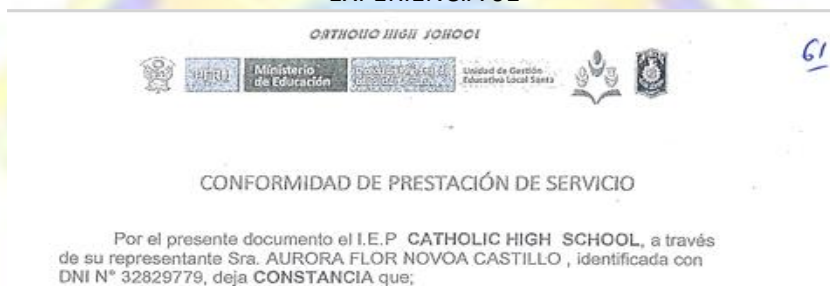 CATHOLIC HIGH SCHOOL
61
PERÚ
Ministerio
de Educación
Unidad de Gestión
Educativa Local Santa
CONFORMIDAD DE PRESTACIÓN DE SERVICIO
Por el presente documento el I.E.P CATHOLIC HIGH SCHOOL, a través
de su representante Sra. AURORA FLOR NOVOA CASTILLO , identificada con
DNI N° 32829779, deja CONSTANCIA que;